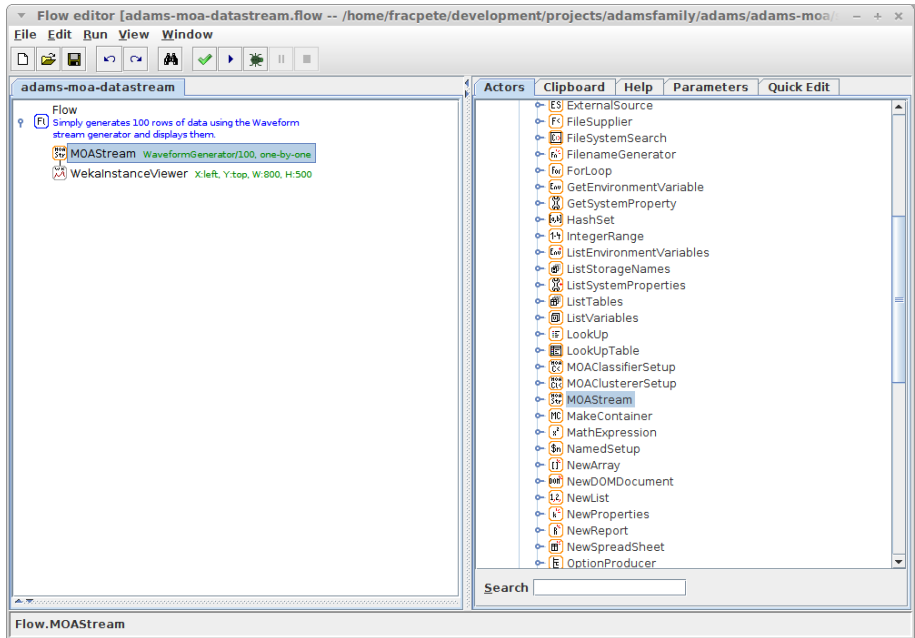 Flow editor [adams-moa-datastream.flow -- /home/fracpete/development/projects/adamsfamily/adams/adams-moa/
File Edit Run View Window
adams-moa-datastream
Flow
Simply generates 100 rows of data using the Waveform
stream generator and displays them.
MOAStream WaveformGenerator/100, one-by-one
WekaInstanceViewer X:left, Y:top, W:800, H:500
Actors Clipboard Help Parameters Quick Edit
ExternalSource
FileSupplier
FileSystemSearch
FilenameGenerator
ForLoop
GetEnvironmentVariable
GetSystemProperty
HashSet
IntegerRange
ListEnvironmentVariables
ListStorageNames
ListSystemProperties
ListTables
ListVariables
LookUp
LookUpTable
MOAClassifierSetup
MOAClustererSetup
MOAStream
MakeContainer
MathExpression
NamedSetup
NewArray
NewDOMDocument
NewList
NewProperties
NewReport
NewSpreadSheet
OptionProducer
Search
Flow.MOAStream